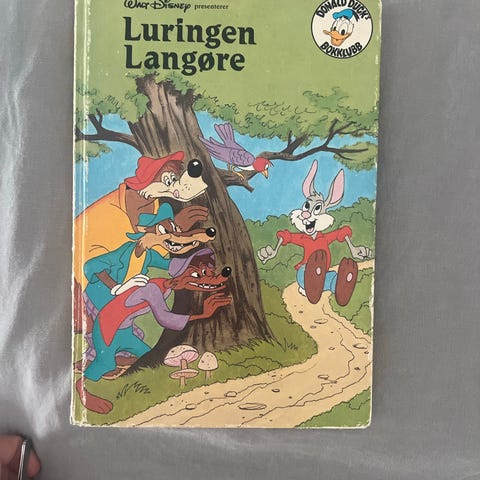 WALT DISNEY presenterer
Luringen
Langøre
DONALD DUCK'S
BOKKLUBB